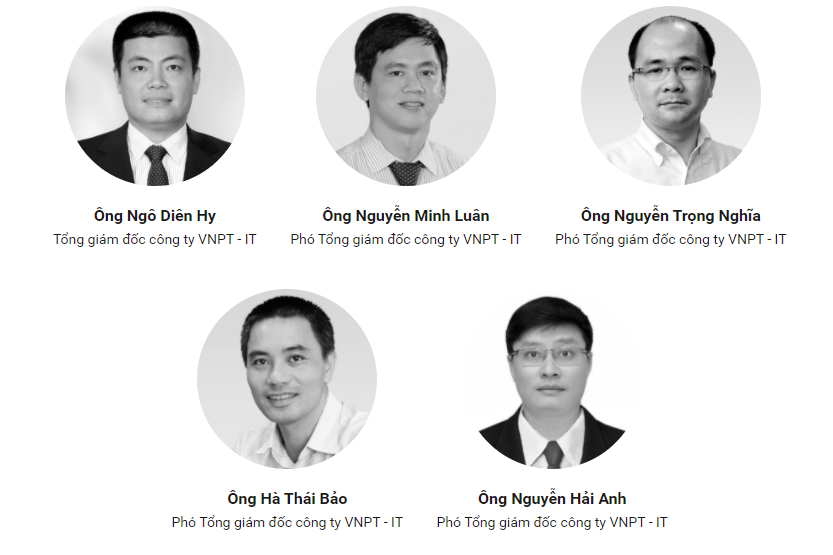 Ông Ngô Diên Hy
Tổng giám đốc công ty VNPT - IT
Ông Nguyễn Minh Luân
Phó Tổng giám đốc công ty VNPT - IT
Ông Nguyễn Trọng Nghĩa
Phó Tổng giám đốc công ty VNPT - IT
Ông Hà Thái Bảo
Phó Tổng giám đốc công ty VNPT - IT
Ông Nguyễn Hải Anh
Phó Tổng giám đốc công ty VNPT - IT